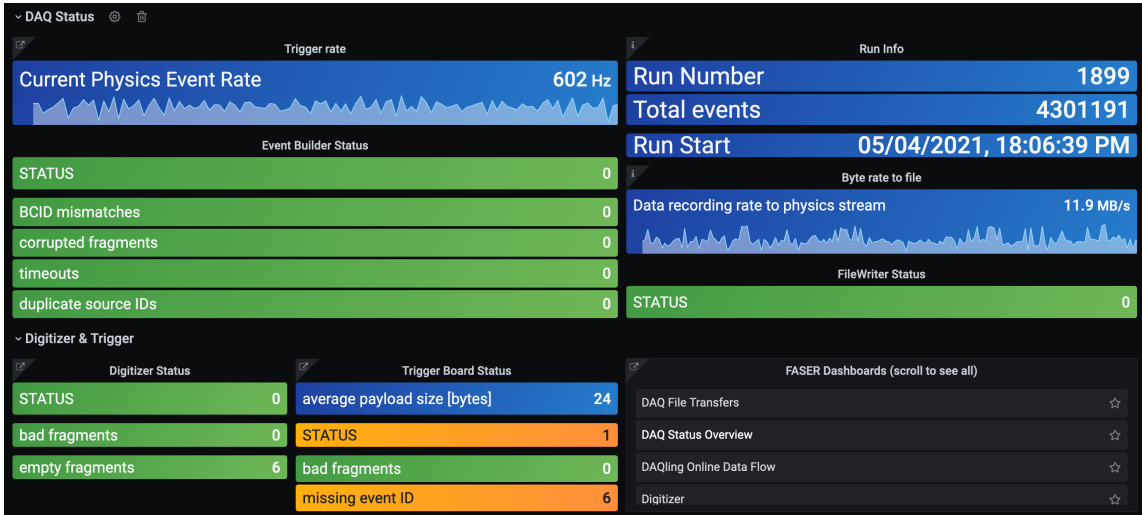 DAQ Status
Trigger rate
Current Physics Event Rate 602 Hz
Event Builder Status
STATUS 0
BCID mismatches 0
corrupted fragments 0
timeouts 0
duplicate source IDs 0
Run Info
Run Number 1899
Total events 4301191
Run Start 05/04/2021, 18:06:39 PM
Byte rate to file
Data recording rate to physics stream 11.9 MB/s
FileWriter Status
STATUS 0
Digitizer & Trigger
Digitizer Status
STATUS 0
bad fragments 0
empty fragments 6
Trigger Board Status
average payload size [bytes] 24
STATUS 1
bad fragments 0
missing event ID 6
FASER Dashboards (scroll to see all)
DAQ File Transfers
DAQ Status Overview
DAQling Online Data Flow
Digitizer